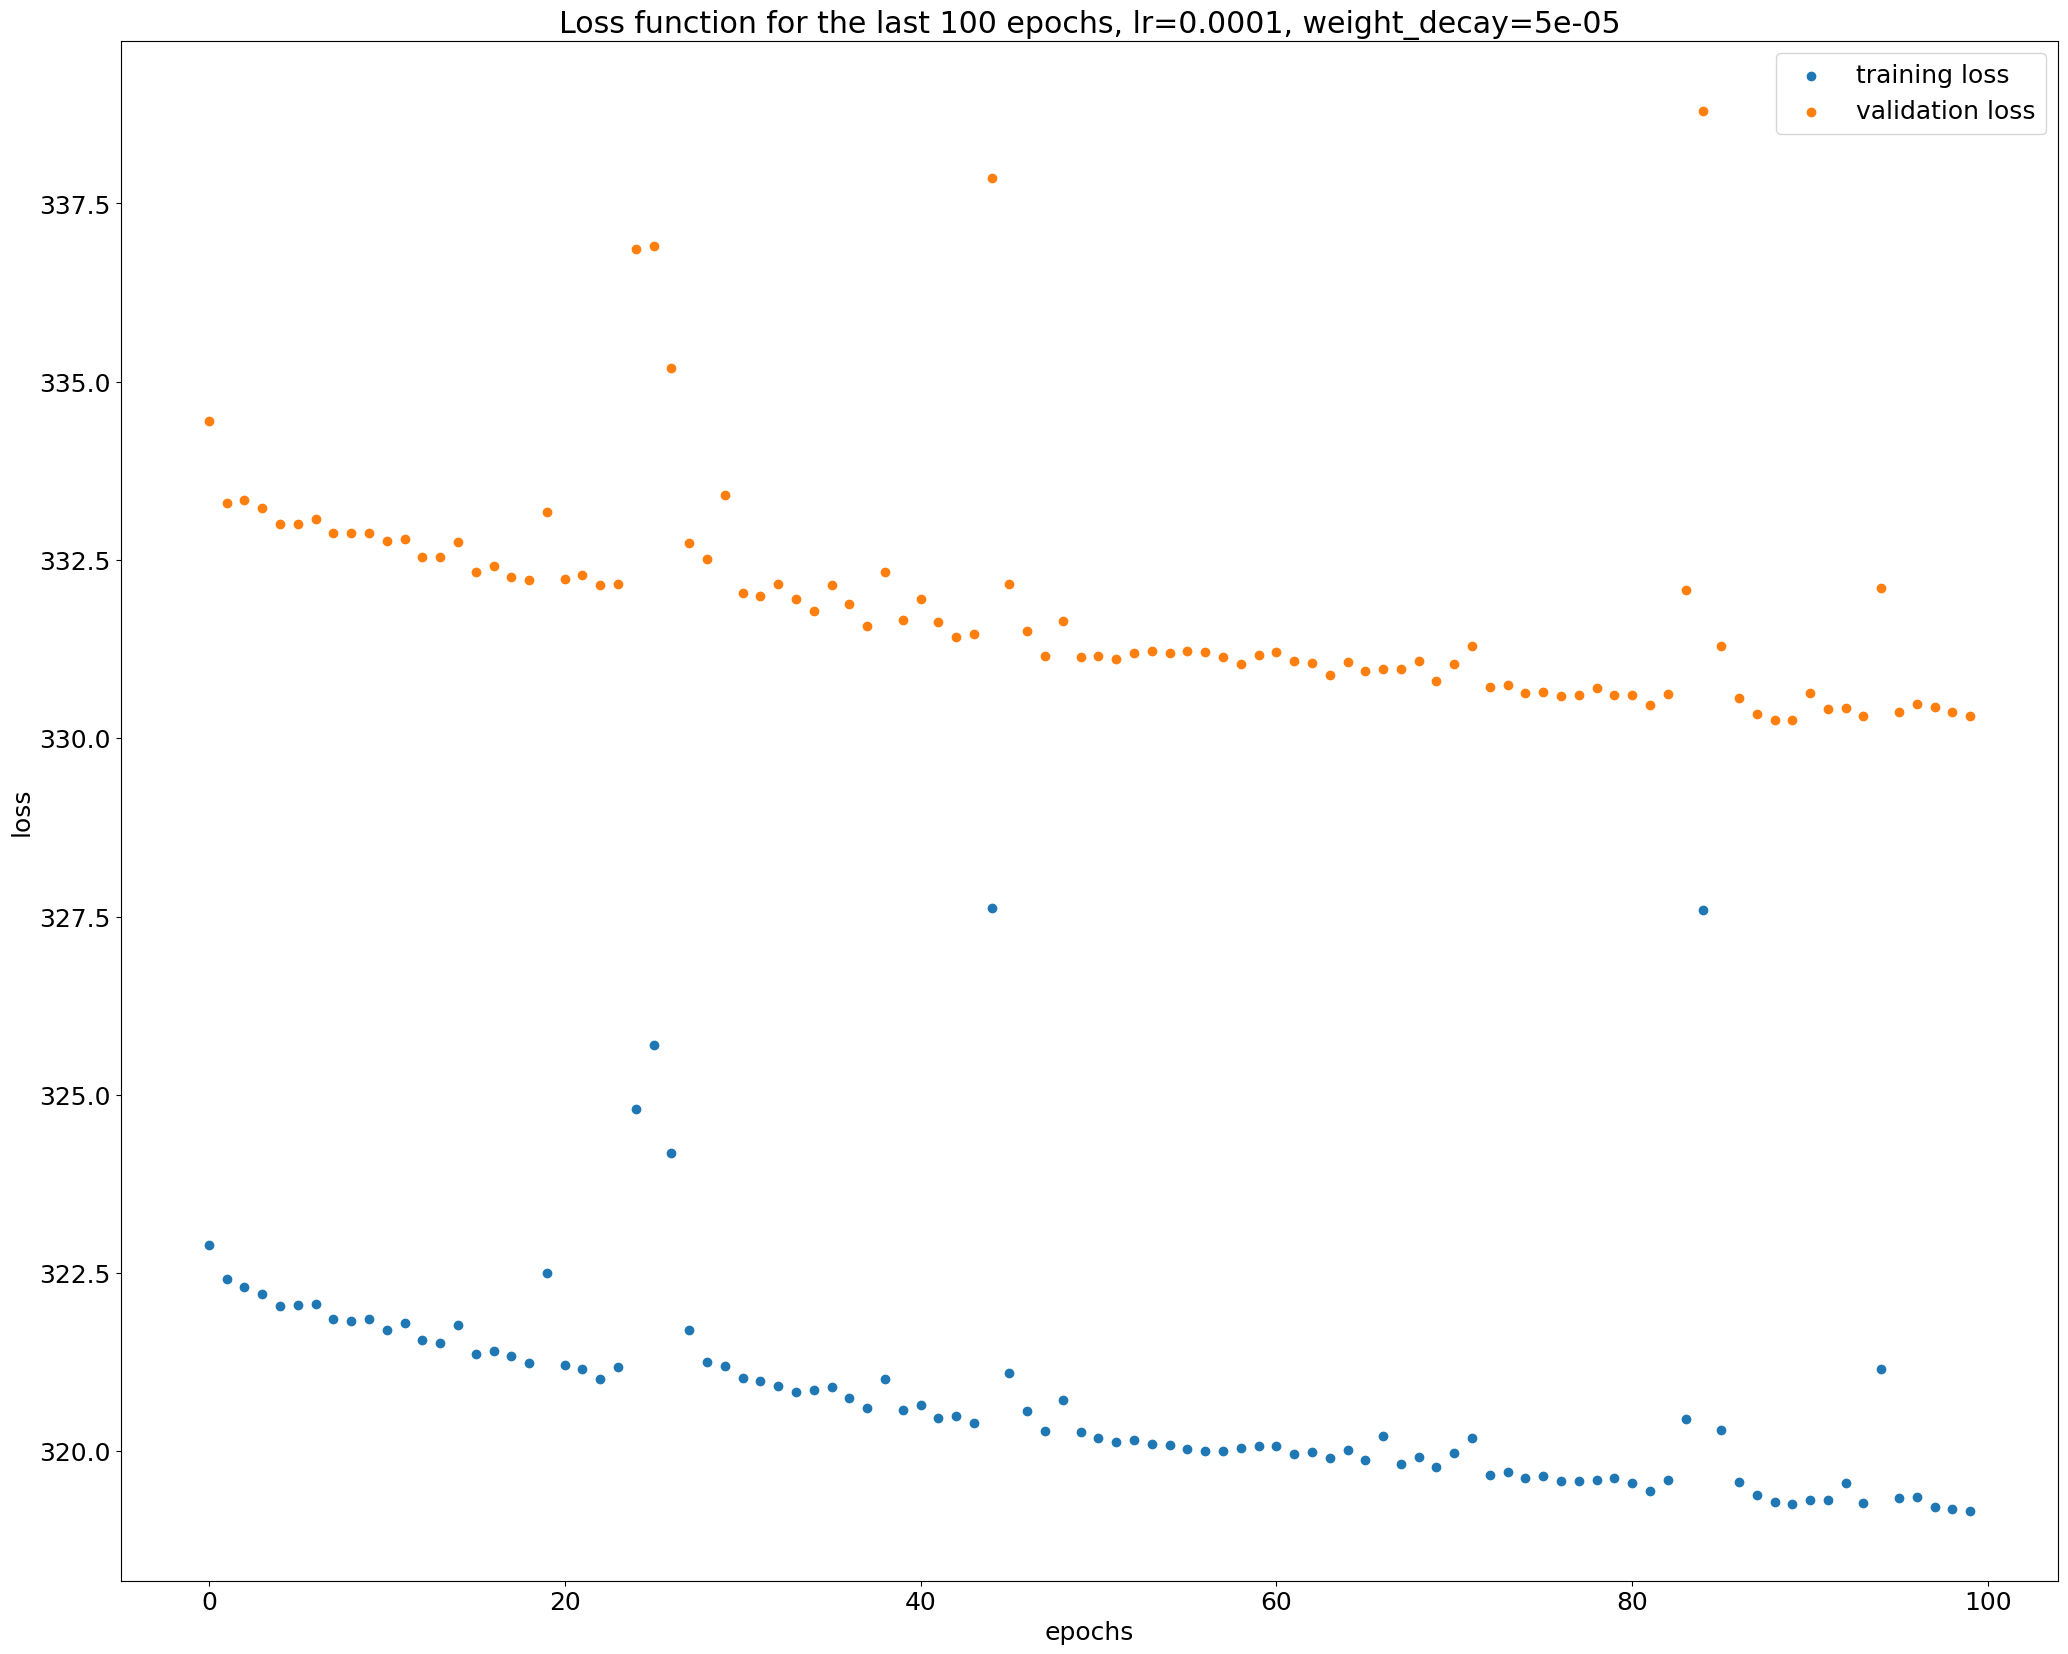 Loss function for the last 100 epochs, lr=0.0001, weight_decay=5e-05
training loss
validation loss
337.5
335.0
332.5
330.0
327.5
325.0
322.5
320.0
loss
0 20 40 60 80 100
epochs